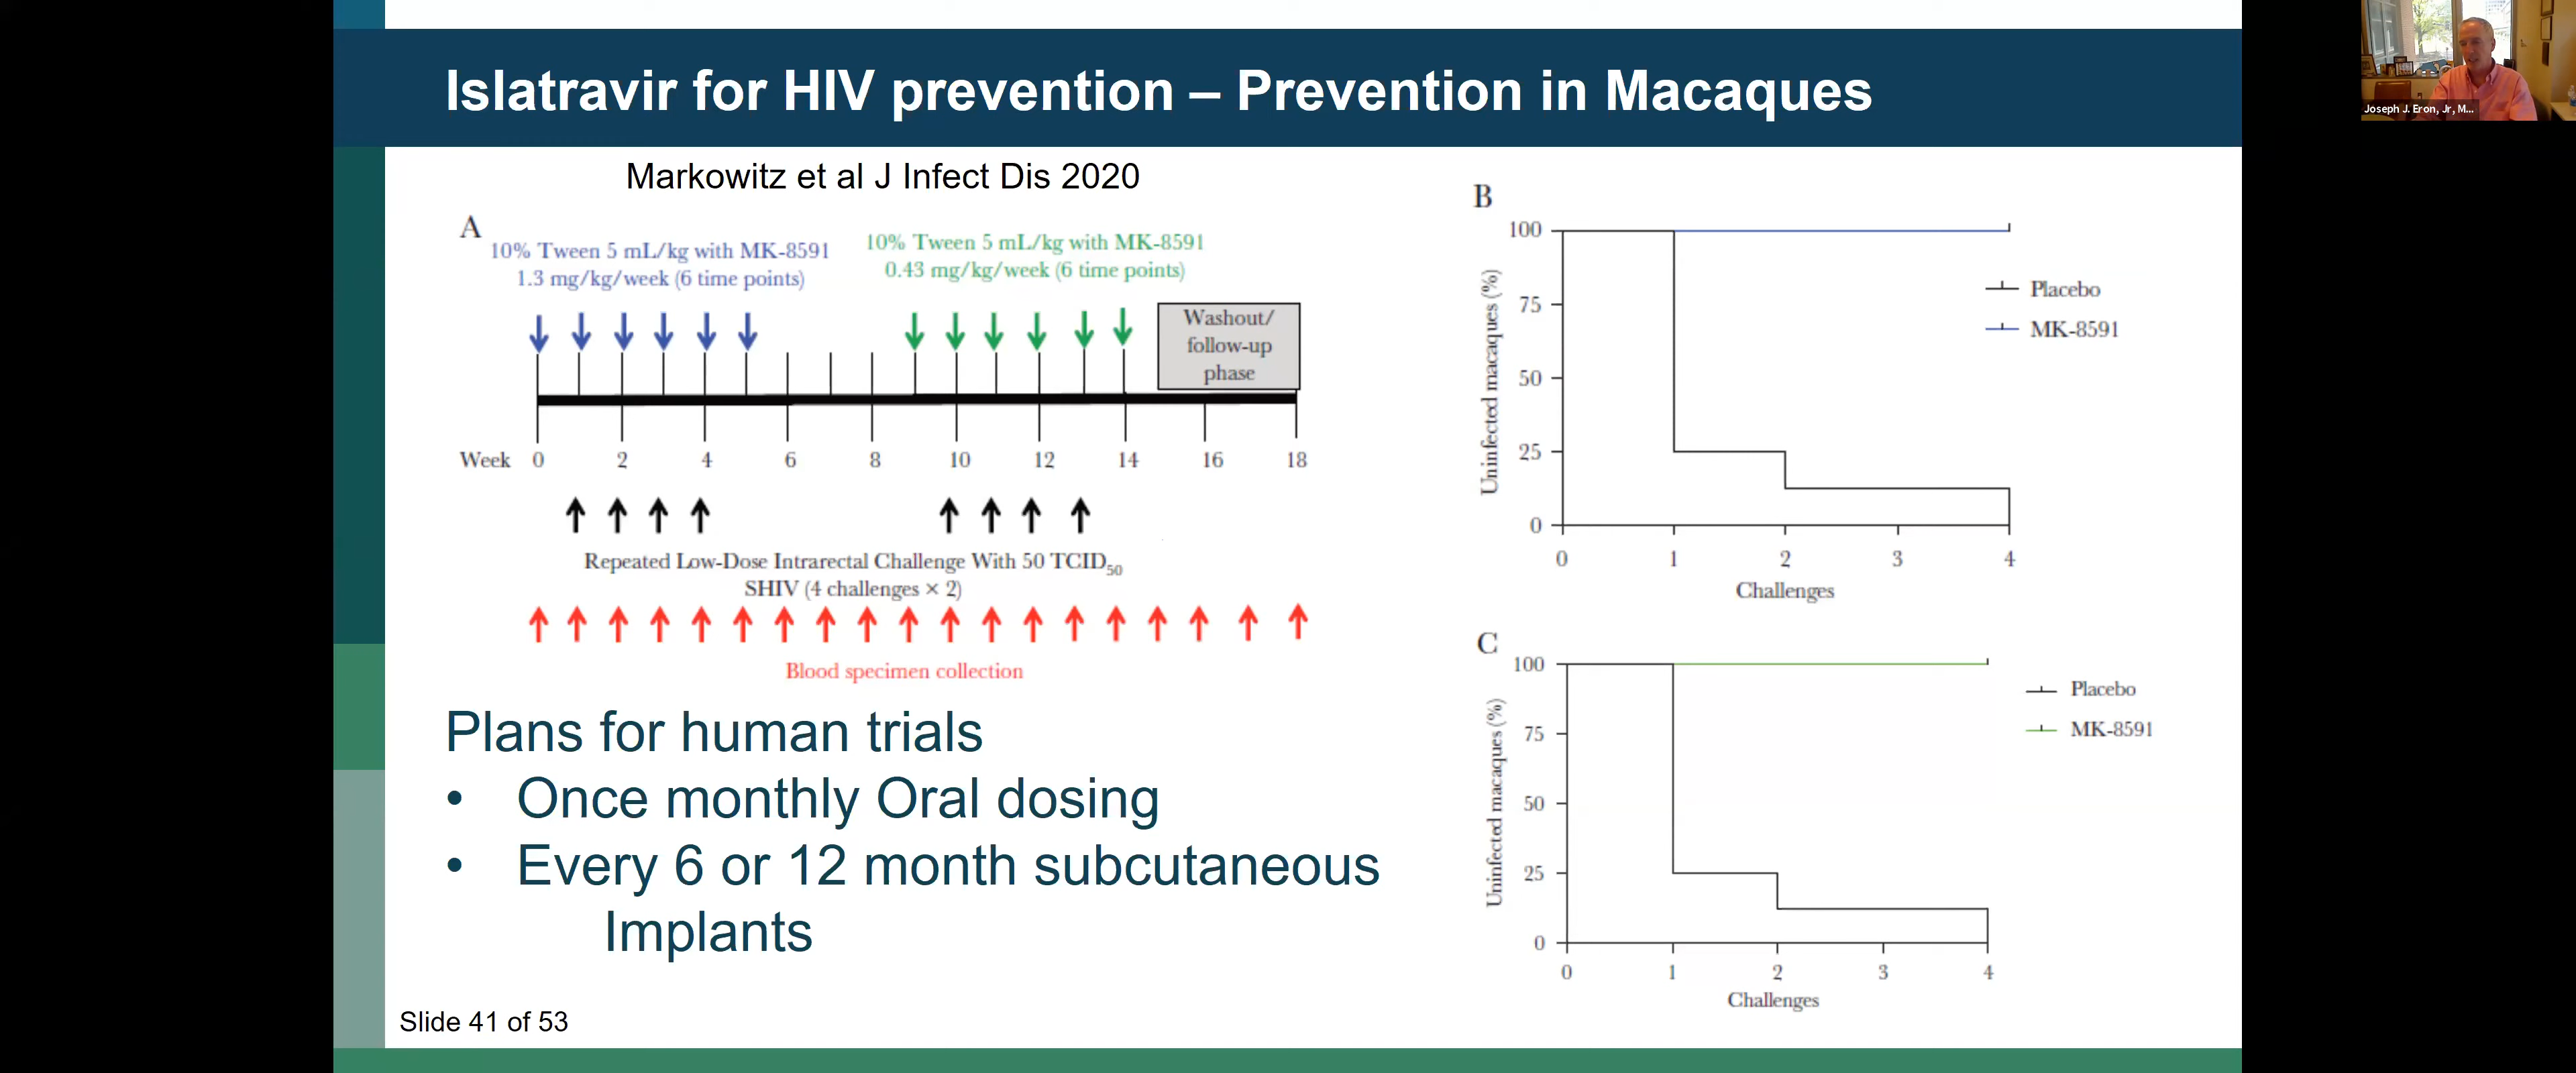 Islatravir for HIV prevention – Prevention in Macaques
Joseph J. Eron, Jr, M...
Markowitz et al J Infect Dis 2020
A
10% Tween 5 mL/kg with MK-8591
1.3 mg/kg/week (6 time points)
10% Tween 5 mL/kg with MK-8591
0.43 mg/kg/week (6 time points)
Washout/
follow-up
phase
Week 0 2 4 6 8 10 12 14 16 18
Repeated Low-Dose Intrarectal Challenge With 50 TCID50
SHIV (4 challenges × 2)
Blood specimen collection
B
Uninfected macaques (%)
100
75
50
25
0
0 1 2 3 4
Challenges
Placebo
MK-8591
C
Uninfected macaques (%)
100
75
50
25
0
0 1 2 3 4
Challenges
Placebo
MK-8591
Plans for human trials
• Once monthly Oral dosing
• Every 6 or 12 month subcutaneous
Implants
Slide 41 of 53